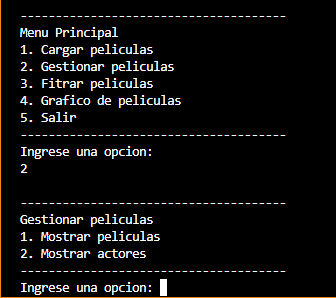 --------------------------------------
Menu Principal
1. Cargar peliculas
2. Gestionar peliculas
3. Fitrar peliculas
4. Grafico de peliculas
5. Salir
--------------------------------------
Ingrese una opcion:
2
--------------------------------------
Gestionar peliculas
1. Mostrar peliculas
2. Mostrar actores
--------------------------------------
Ingrese una opcion: